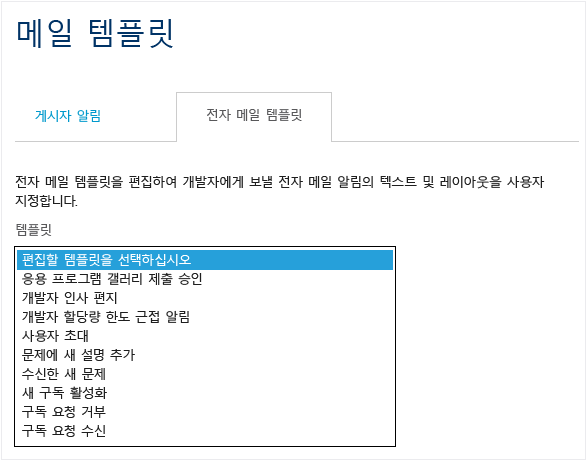 메일 템플릿
게시자 알림
전자 메일 템플릿
전자 메일 템플릿을 편집하여 개발자에게 보낼 전자 메일 알림의 텍스트 및 레이아웃을 사용자
지정합니다.
템플릿
편집할 템플릿을 선택하십시오
응용 프로그램 갤러리 제출 승인
개발자 인사 편지
개발자 할당량 한도 근접 알림
사용자 초대
문제에 새 설명 추가
수신한 새 문제
새 구독 활성화
구독 요청 거부
구독 요청 수신